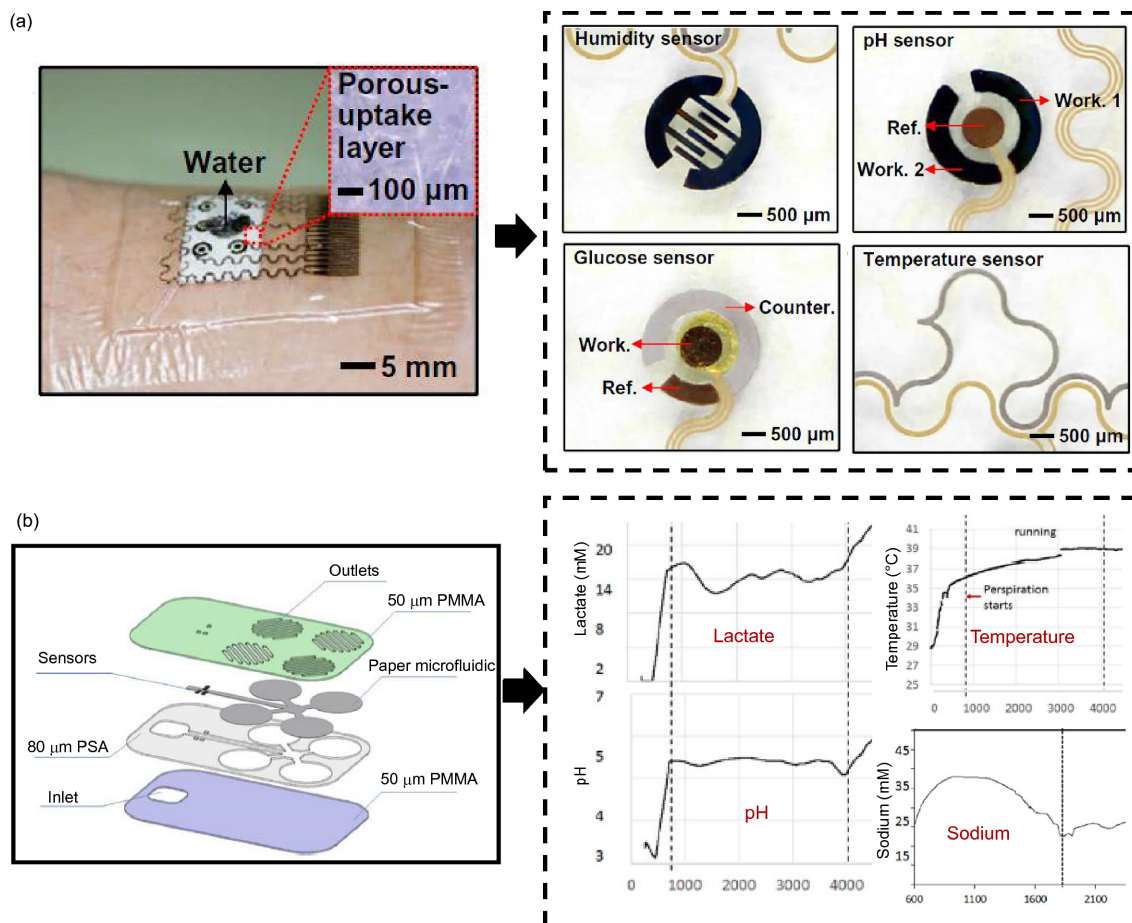 (a)
Porous-
uptake
layer
100 µm
Water
5 mm
Humidity sensor
500 µm
pH sensor
Work. 1
Ref.
Work. 2
500 µm
Glucose sensor
Counter.
Work.
Ref.
500 µm
Temperature sensor
500 µm
(b)
Outlets
50 µm PMMA
Sensors
Paper microfluidic
80 µm PSA
50 µm PMMA
Inlet
Lactate (mM)
20
14
8
2
Lactate
pH
7
5
4
3
pH
0 1000 2000 3000 4000
Temperature (°C)
41
39
37
35
33
31
29
27
25
running
Perspiration
starts
Temperature
0 1000 2000 3000 4000
Sodium (mM)
45
35
25
15
Sodium
600 1200 1800